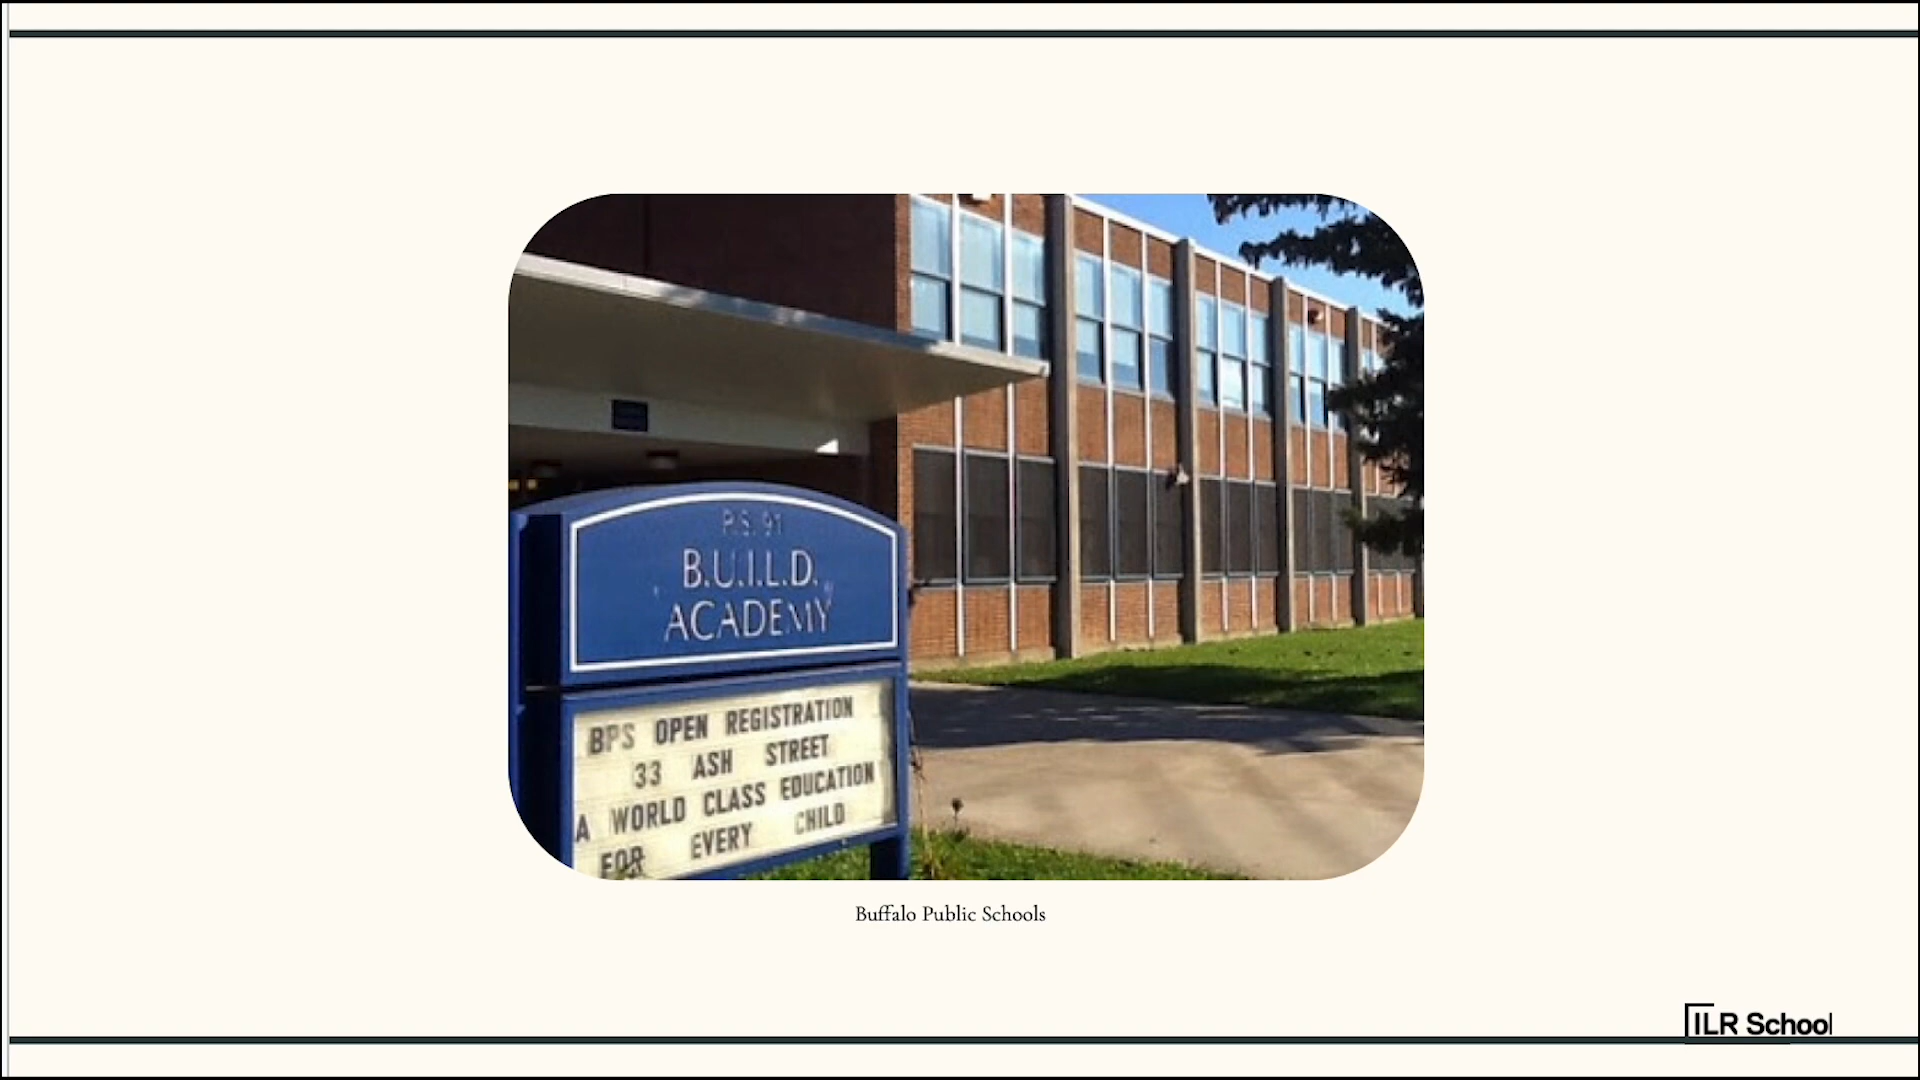 P.S. 91
B.U.I.L.D.
ACADEMY
BPS OPEN REGISTRATION
33 ASH STREET
A WORLD CLASS EDUCATION
FOR EVERY CHILD
Buffalo Public Schools
ILR School